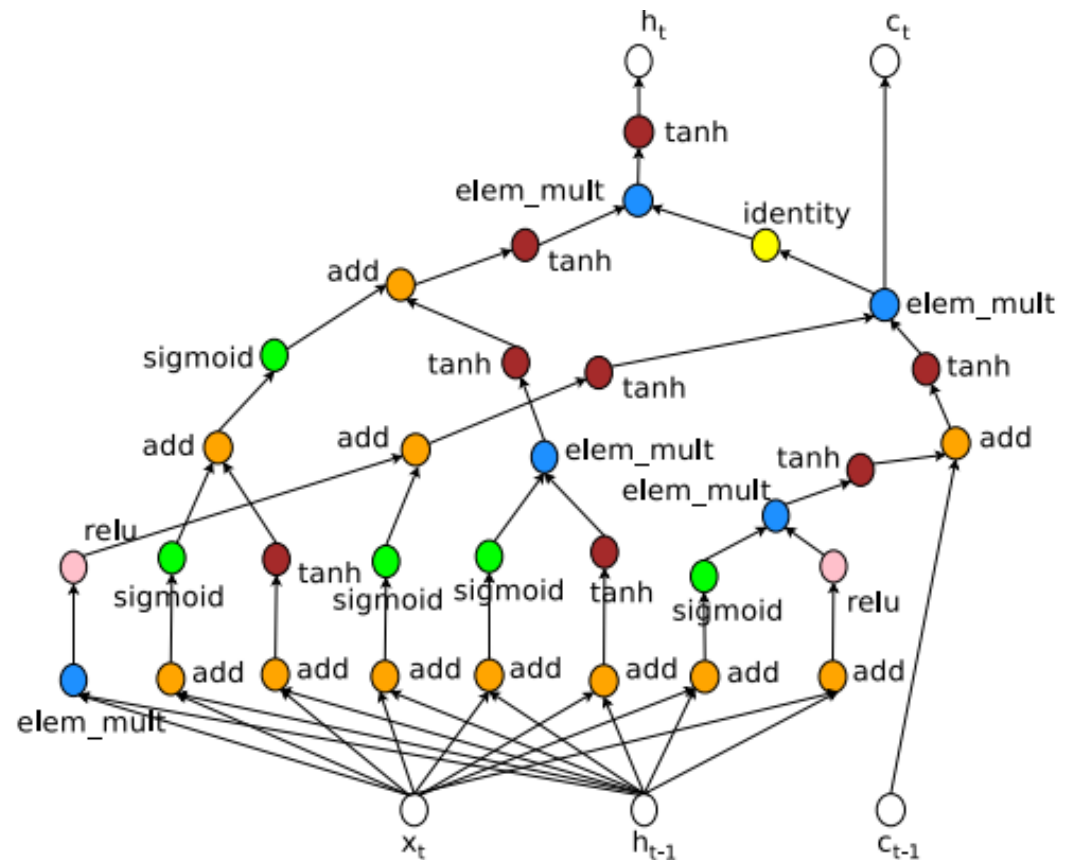 h_t
c_t
tanh
elem_mult
identity
tanh
add
elem_mult
sigmoid
tanh
tanh
tanh
add
add
elem_mult
add
tanh
elem_mult
relu
sigmoid
tanh
sigmoid
sigmoid
tanh
sigmoid
relu
elem_mult
add
add
add
add
add
add
add
x_t
h_t-1
c_t-1